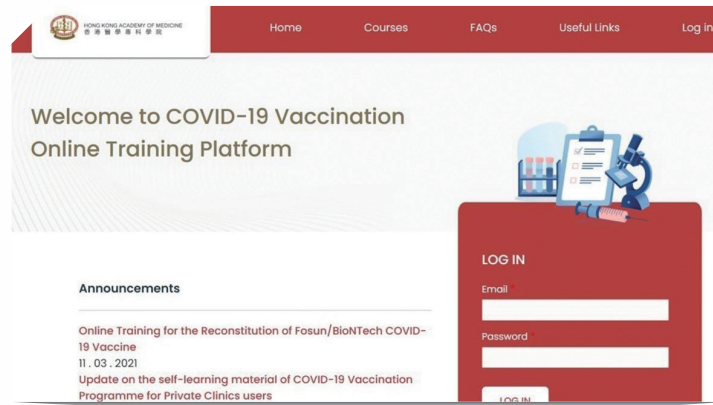 HONG KONG ACADEMY OF MEDICINE
香港醫學專科學院
Home
Courses
FAQs
Useful Links
Log in
Welcome to COVID-19 Vaccination
Online Training Platform
LOG IN
Email *
Password *
LOG IN
Announcements
Online Training for the Reconstitution of Fosun/BioNTech COVID-
19 Vaccine
11 . 03 . 2021
Update on the self-learning material of COVID-19 Vaccination
Programme for Private Clinics users